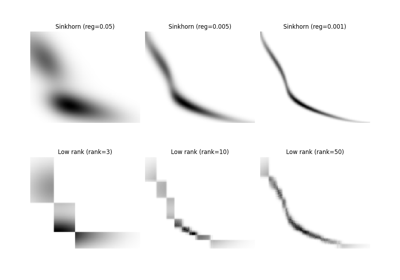 Sinkhorn (reg=0.05)
Sinkhorn (reg=0.005)
Sinkhorn (reg=0.001)
Low rank (rank=3)
Low rank (rank=10)
Low rank (rank=50)